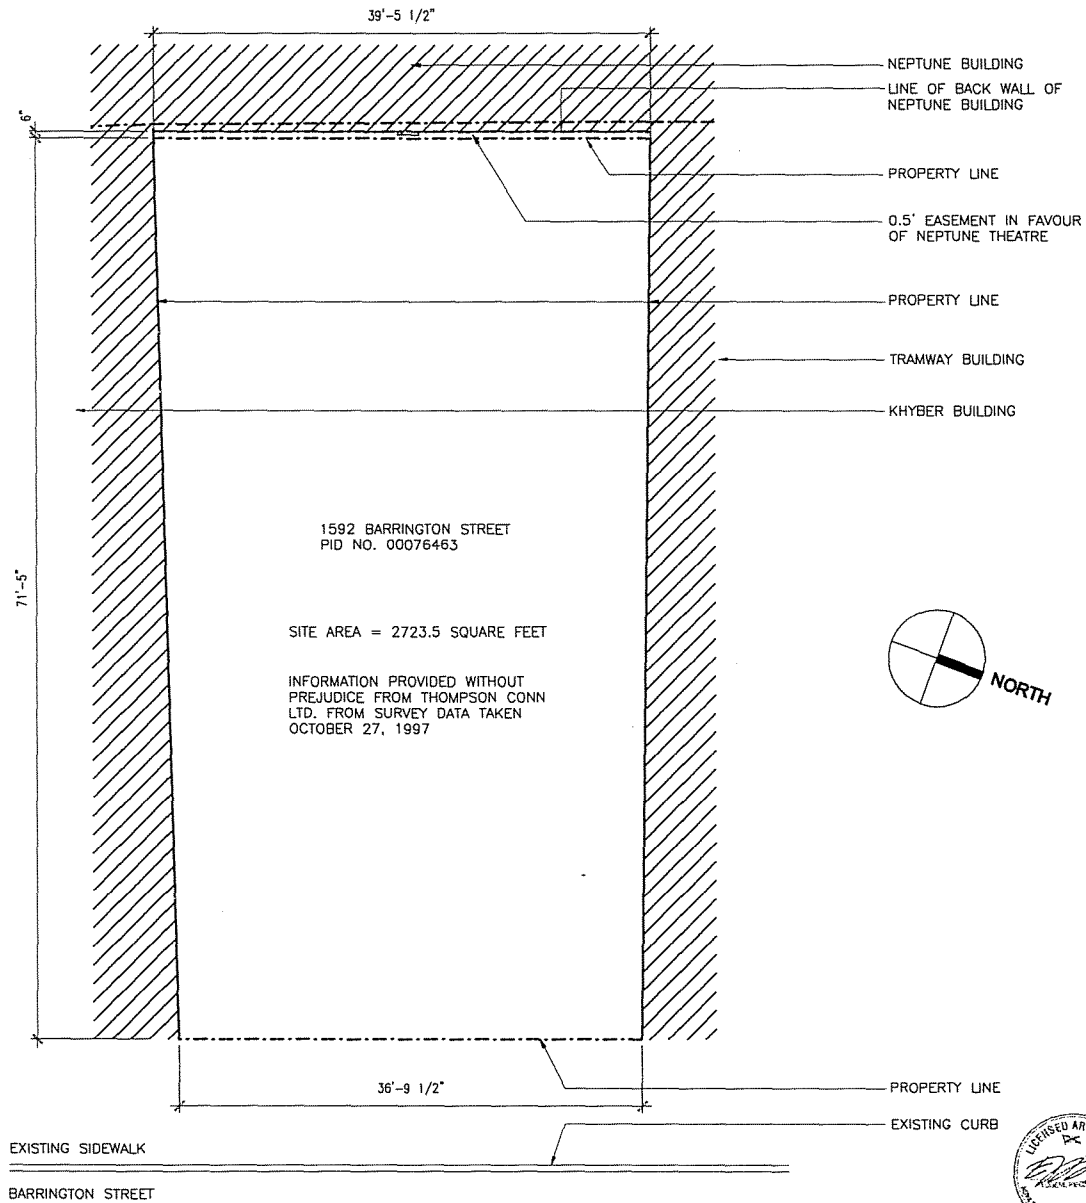 39'-5 1/2"
NEPTUNE BUILDING
LINE OF BACK WALL OF
NEPTUNE BUILDING
6"
PROPERTY LINE
0.5' EASEMENT IN FAVOUR
OF NEPTUNE THEATRE
PROPERTY LINE
TRAMWAY BUILDING
KHYBER BUILDING
1592 BARRINGTON STREET
PID NO. 00076463
71'-5"
SITE AREA = 2723.5 SQUARE FEET
INFORMATION PROVIDED WITHOUT
PREJUDICE FROM THOMPSON CONN
LTD. FROM SURVEY DATA TAKEN
OCTOBER 27, 1997
NORTH
36'-9 1/2"
PROPERTY LINE
EXISTING CURB
EXISTING SIDEWALK
BARRINGTON STREET
LICENSED AR